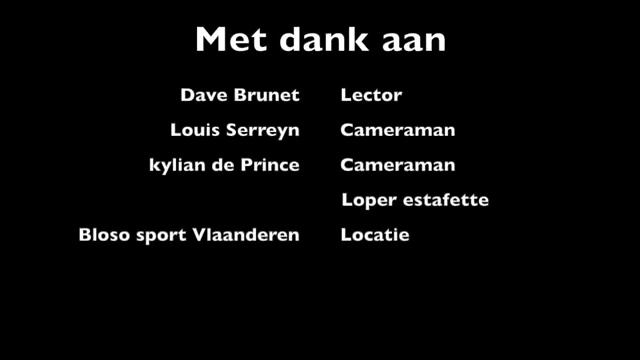 Met dank aan
Dave Brunet Lector
Louis Serreyn Cameraman
kylian de Prince Cameraman
Loper estafette
Bloso sport Vlaanderen Locatie